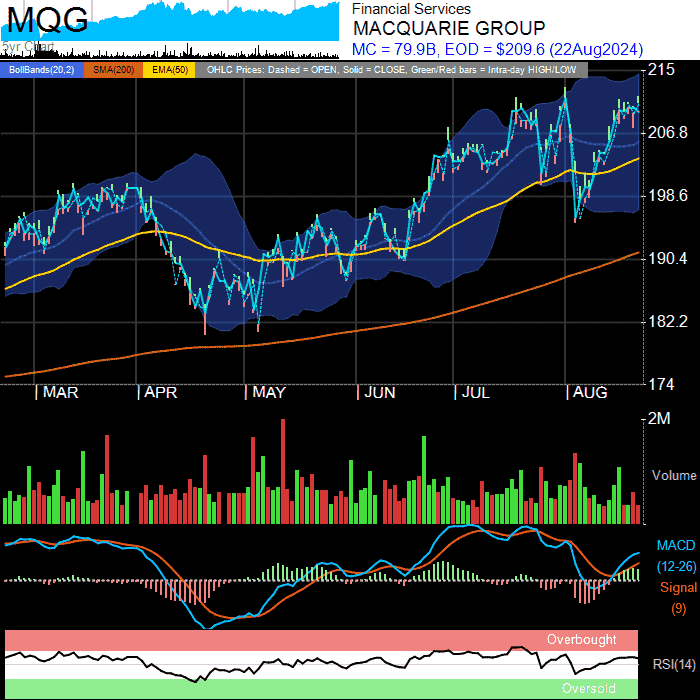 MQG
5yr Chart
Financial Services
MACQUARIE GROUP
MC = 79.9B, EOD = $209.6 (22Aug2024)
BollBands(20,2) SMA(200) EMA(50) OHLC Prices: Dashed = OPEN, Solid = CLOSE, Green/Red bars = Intra-day HIGH/LOW
215
206.8
198.6
190.4
182.2
174
MAR APR MAY JUN JUL AUG
2M
Volume
MACD
(12-26)
Signal
(9)
Overbought
RSI(14)
Oversold